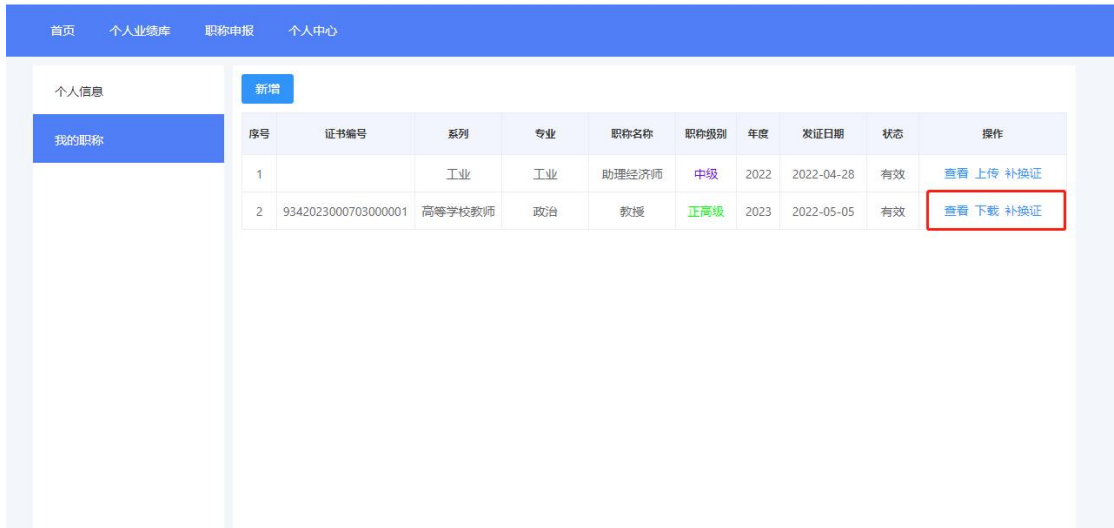 首页 个人业绩库 职称申报 个人中心
个人信息
我的职称
新增
序号 证书编号 系列 专业 职称名称 职称级别 年度 发证日期 状态 操作
1 工业 工业 助理经济师 中级 2022 2022-04-28 有效 查看 上传 补换证
2 9342023000703000001 高等学校教师 政治 教授 正高级 2023 2022-05-05 有效 查看 下载 补换证